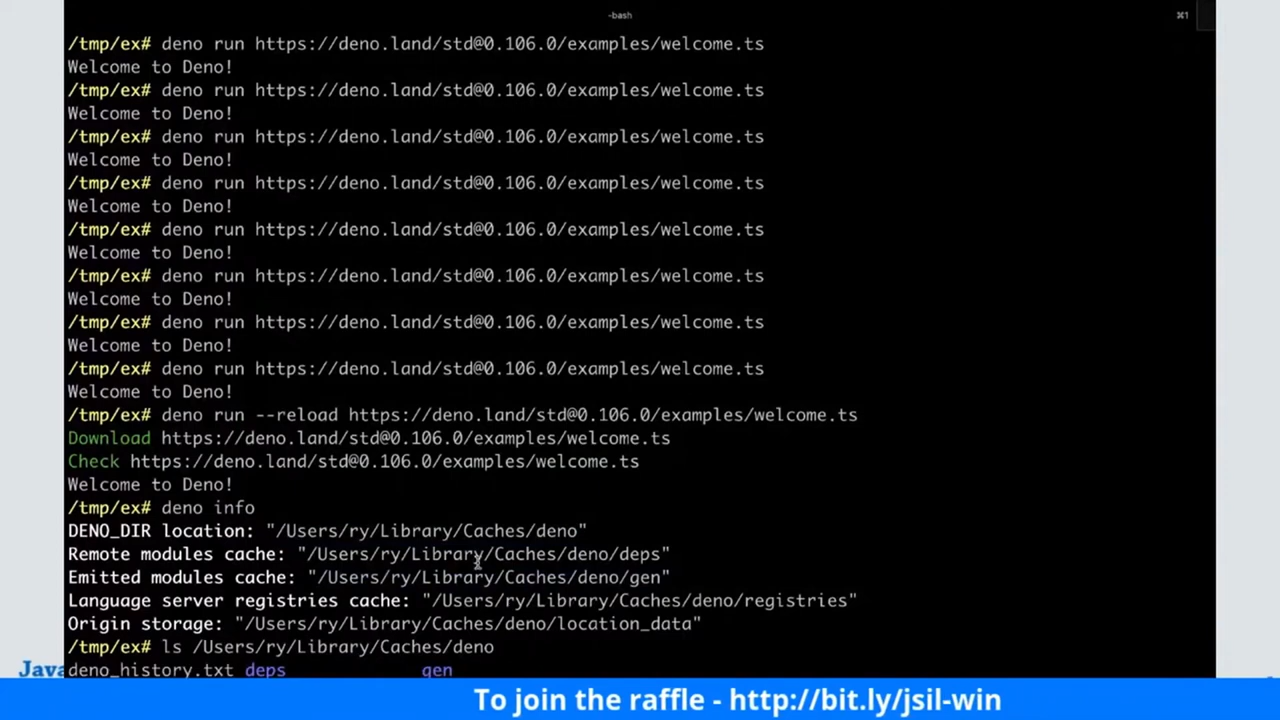 -bash
⌘1
/tmp/ex# deno run https://deno.land/std@0.106.0/examples/welcome.ts
Welcome to Deno!
/tmp/ex# deno run https://deno.land/std@0.106.0/examples/welcome.ts
Welcome to Deno!
/tmp/ex# deno run https://deno.land/std@0.106.0/examples/welcome.ts
Welcome to Deno!
/tmp/ex# deno run https://deno.land/std@0.106.0/examples/welcome.ts
Welcome to Deno!
/tmp/ex# deno run https://deno.land/std@0.106.0/examples/welcome.ts
Welcome to Deno!
/tmp/ex# deno run https://deno.land/std@0.106.0/examples/welcome.ts
Welcome to Deno!
/tmp/ex# deno run https://deno.land/std@0.106.0/examples/welcome.ts
Welcome to Deno!
/tmp/ex# deno run https://deno.land/std@0.106.0/examples/welcome.ts
Welcome to Deno!
/tmp/ex# deno run --reload https://deno.land/std@0.106.0/examples/welcome.ts
Download https://deno.land/std@0.106.0/examples/welcome.ts
Check https://deno.land/std@0.106.0/examples/welcome.ts
Welcome to Deno!
/tmp/ex# deno info
DENO_DIR location: "/Users/ry/Library/Caches/deno"
Remote modules cache: "/Users/ry/Library/Caches/deno/deps"
Emitted modules cache: "/Users/ry/Library/Caches/deno/gen"
Language server registries cache: "/Users/ry/Library/Caches/deno/registries"
Origin storage: "/Users/ry/Library/Caches/deno/location_data"
/tmp/ex# ls /Users/ry/Library/Caches/deno
deno_history.txt deps gen
Java
To join the raffle - http://bit.ly/jsil-win